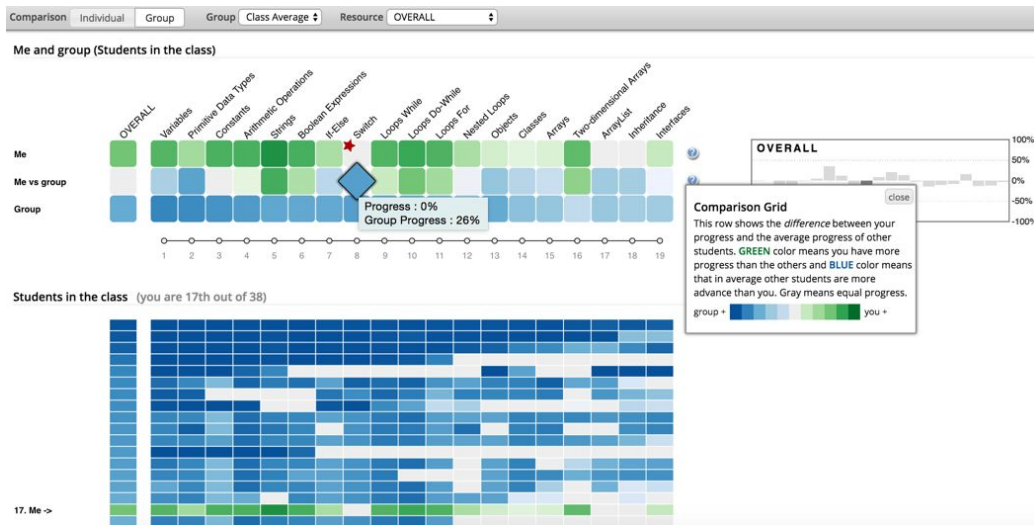 Comparison Individual Group Group Class Average Resource OVERALL
Me and group (Students in the class)
OVERALL
Variables
Primitive Data Types
Constants
Arithmetic Operations
Strings
Boolean Expressions
If-Else
Switch
Loops While
Loops Do-While
Loops For
Nested Loops
Objects
Classes
Arrays
Two-dimensional Arrays
ArrayList
Inheritance
Interfaces
Me
Me vs group
Group
Progress : 0%
Group Progress : 26%
1 2 3 4 5 6 7 8 9 10 11 12 13 14 15 16 17 18 19
OVERALL
100%
50%
0%
-50%
-100%
close
Comparison Grid
This row shows the difference between your
progress and the average progress of other
students. GREEN color means you have more
progress than the others and BLUE color means
that in average other students are more
advance than you. Gray means equal progress.
group + you +
Students in the class (you are 17th out of 38)
17. Me ->